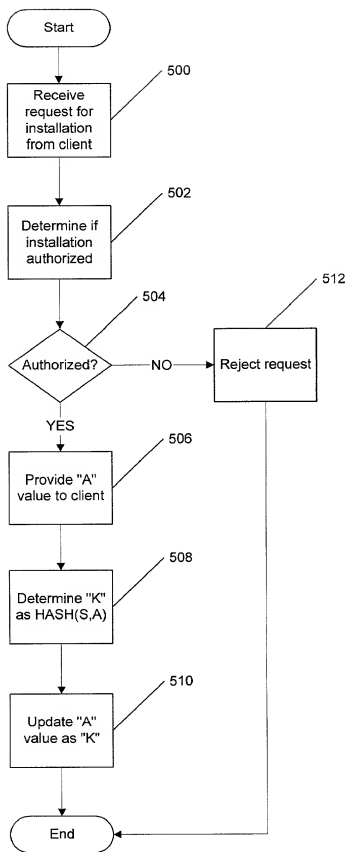 Start
500
Receive
request for
installation
from client
502
Determine if
installation
authorized
504
Authorized?
NO
512
Reject request
YES
506
Provide "A"
value to client
508
Determine "K"
as HASH(S,A)
510
Update "A"
value as "K"
End